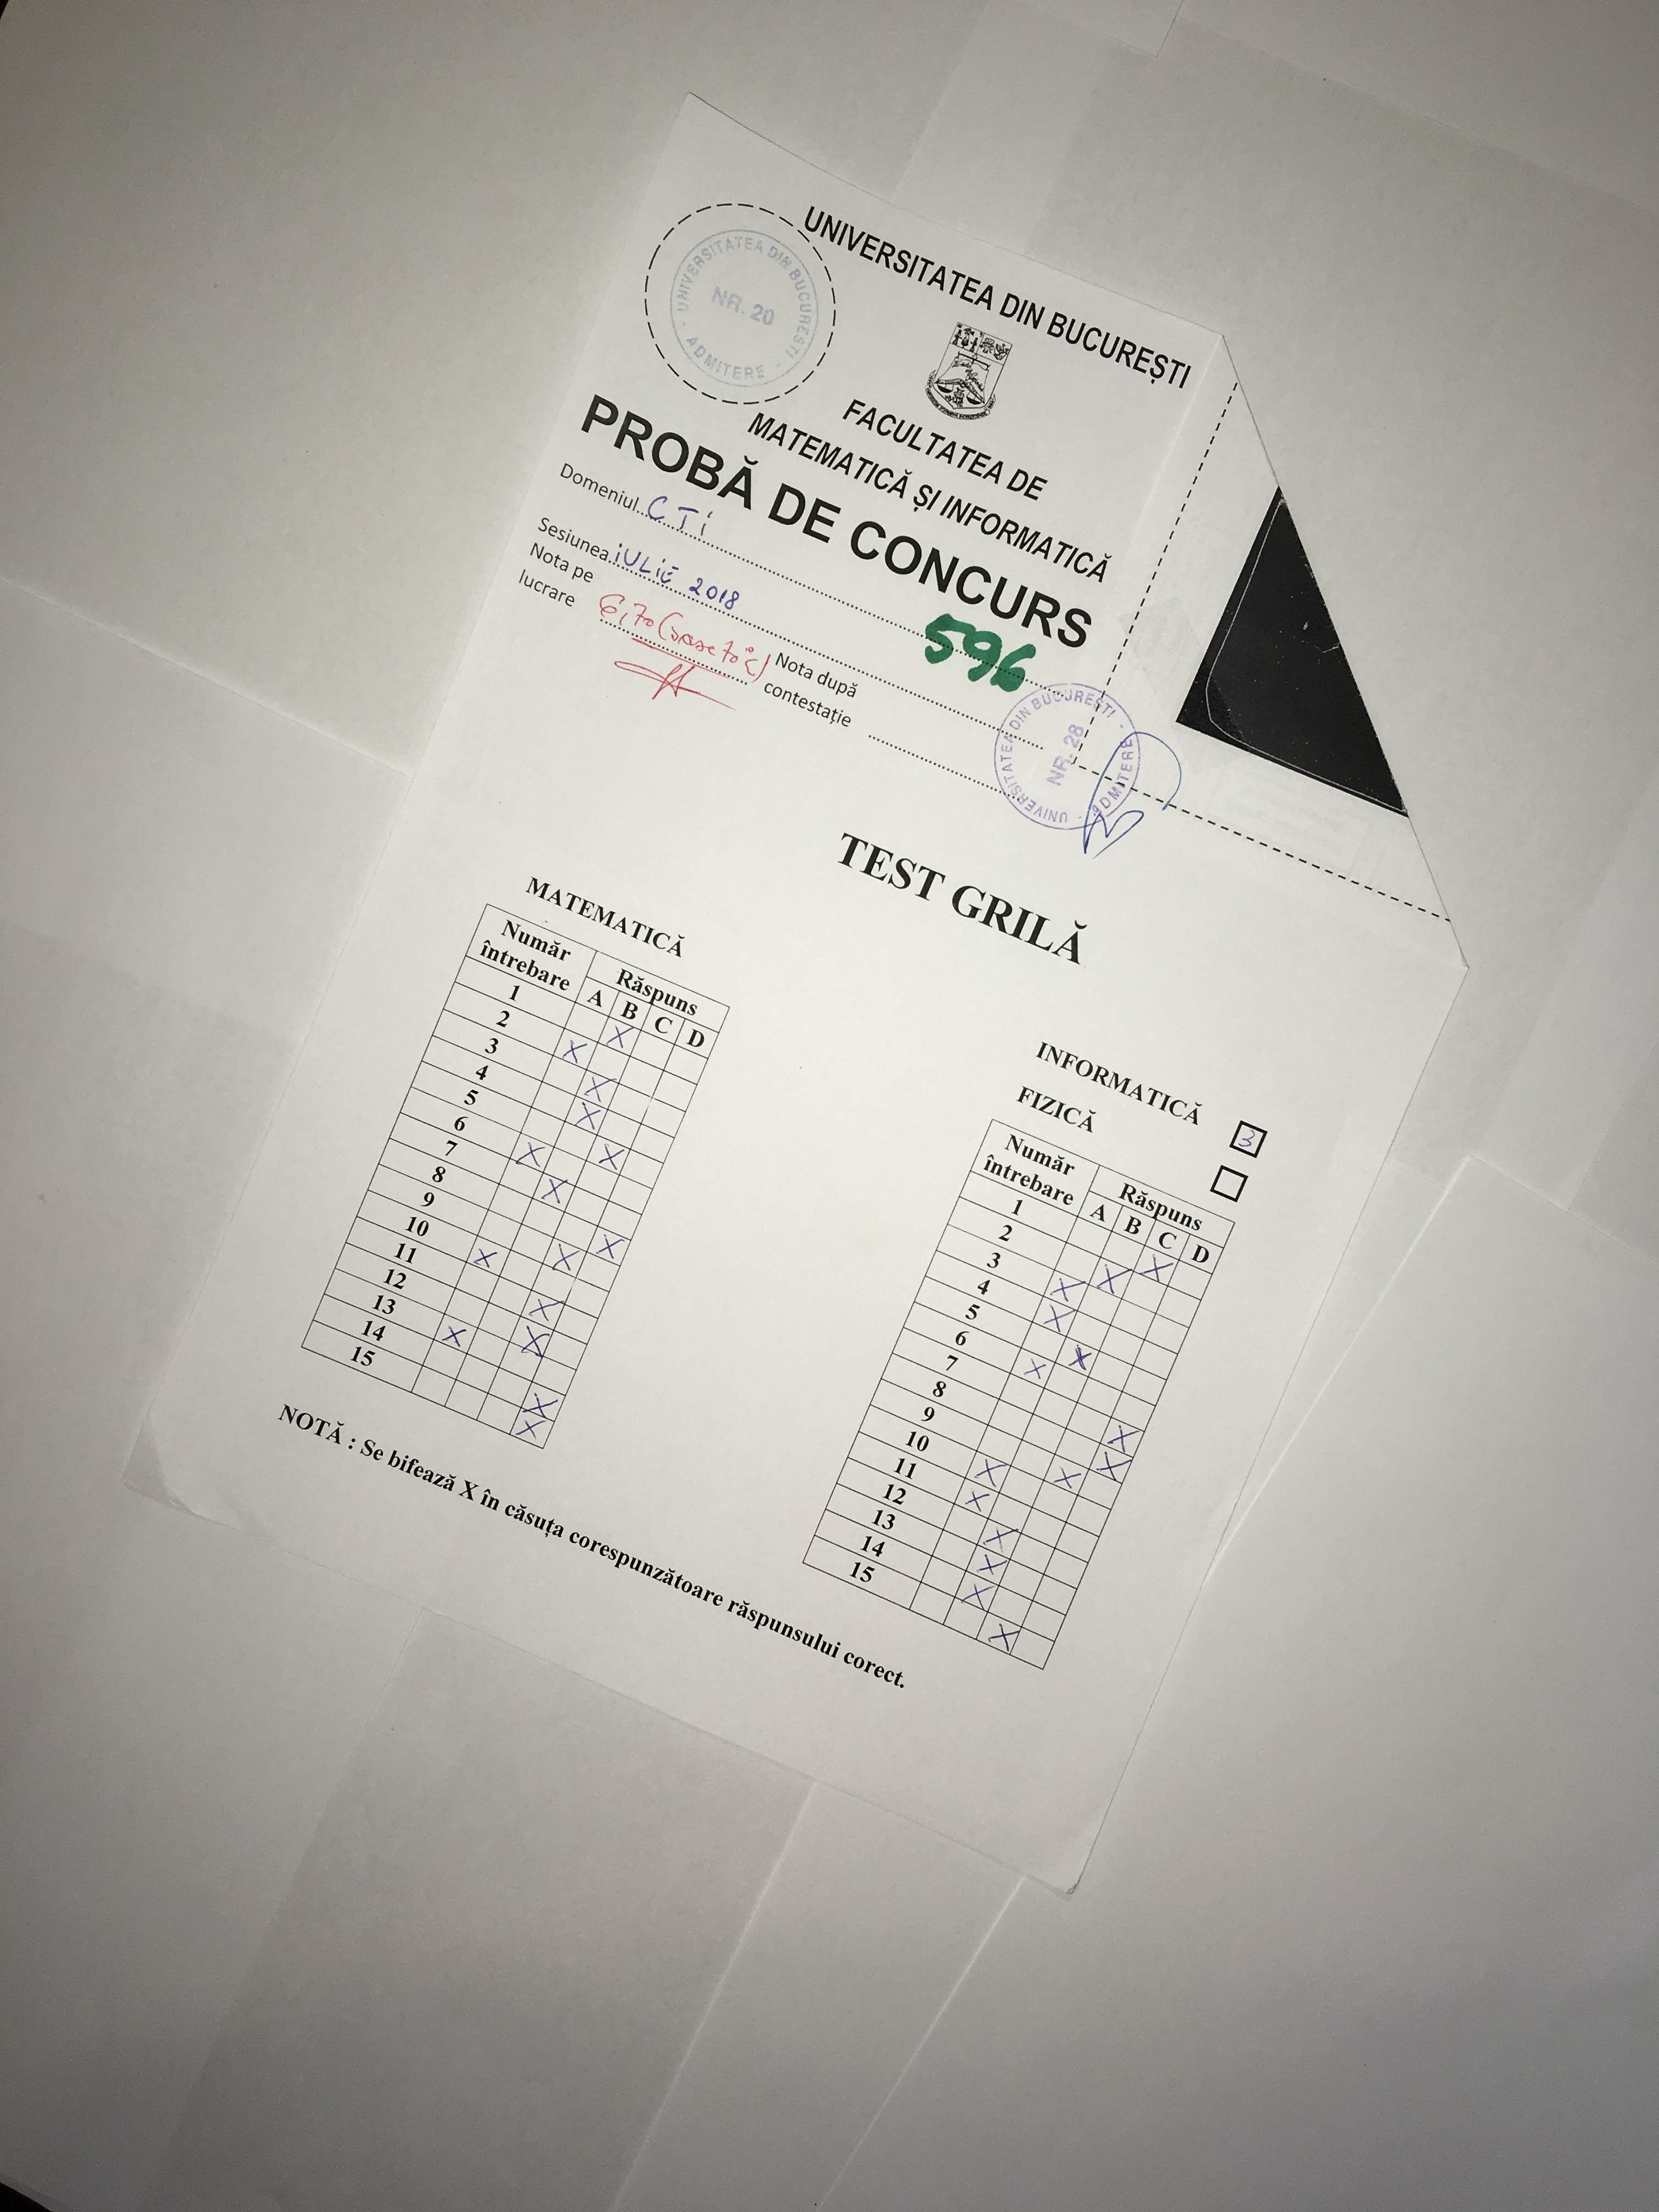 UNIVERSITATEA DIN BUCUREȘTI
UNIVERSITATEA DIN BUCUREȘTI - ADMITERE -
NR. 20
FACULTATEA DE
MATEMATICĂ ȘI INFORMATICĂ
PROBĂ DE CONCURS
Domeniul CTi
596
Sesiunea iULiE 2018
Nota pe lucrare 6,70 (șase 70%)
Nota după contestație
UNIVERSITATEA DIN BUCUREȘTI - ADMITERE -
NR. 28
TEST GRILĂ
MATEMATICĂ
Număr întrebare Răspuns
A B C D
1 X
2 X
3 X
4 X
5 X
6 X
7 X
8 X
9 X
10 X
11 X
12 X
13 X
14 X
15 X
INFORMATICĂ 3
FIZICĂ
Număr întrebare Răspuns
A B C D
1 X
2 X
3 X
4 X
5 X
6 X
7 X
8 X
9 X
10 X
11 X
12 X
13 X
14 X
15 X
NOTĂ : Se bifează X în căsuța corespunzătoare răspunsului corect.